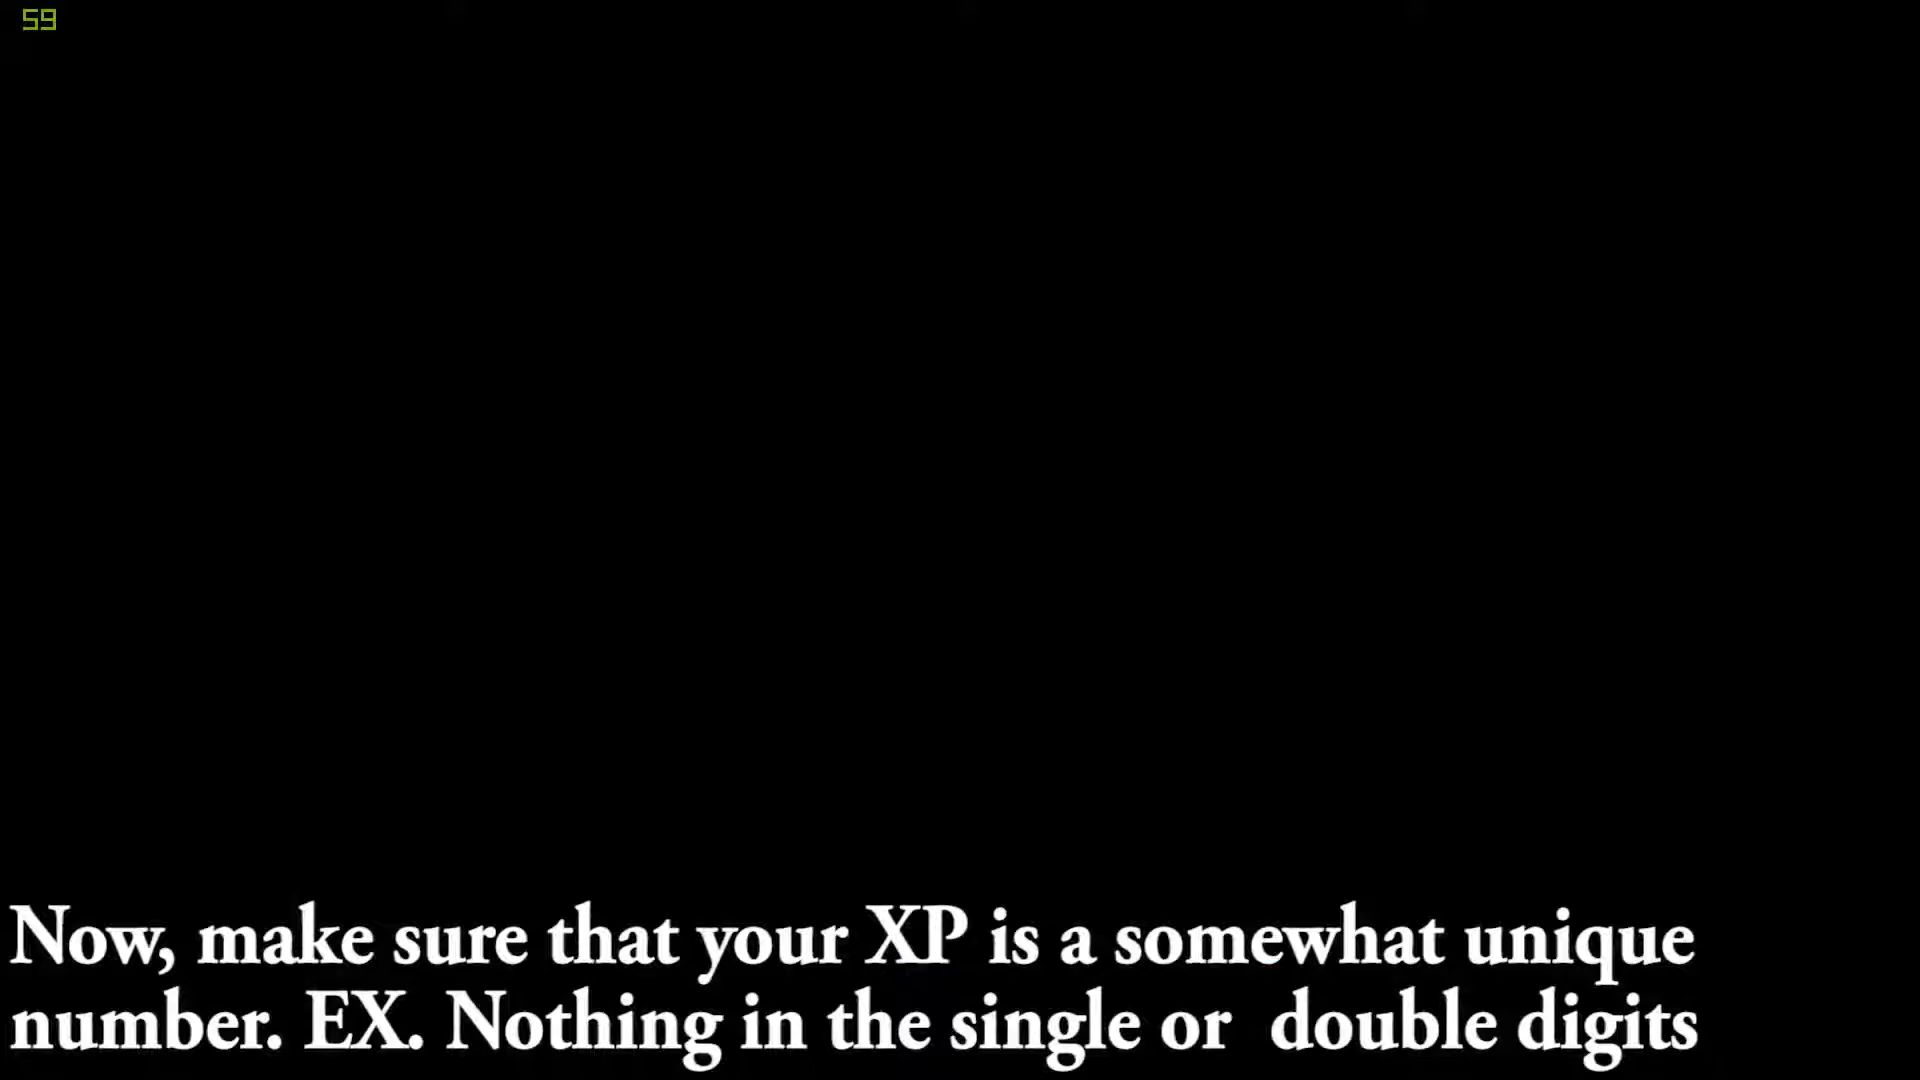 59
Now, make sure that your XP is a somewhat unique
number. EX. Nothing in the single or  double digits